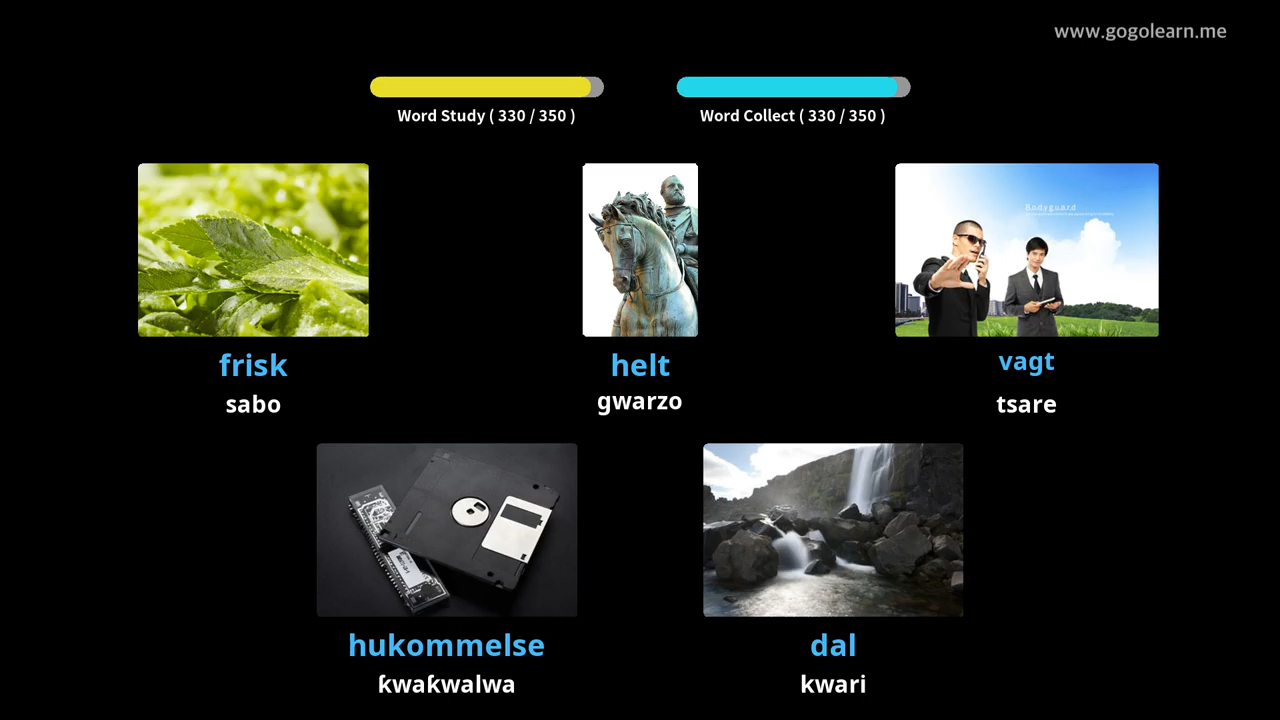 www.gogolearn.me
Word Study ( 330 / 350 )
Word Collect ( 330 / 350 )
Bodyguard
frisk
helt
vagt
sabo
gwarzo
tsare
hukommelse
dal
ƙwaƙwalwa
kwari